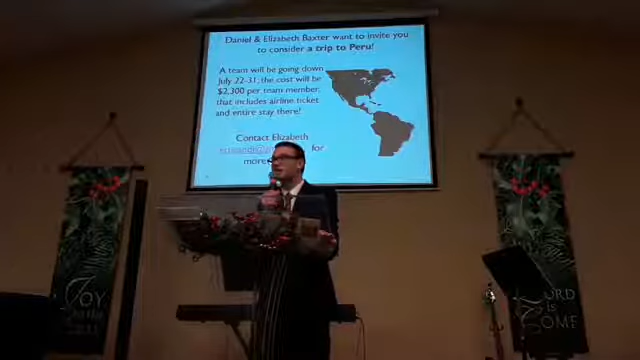 Daniel & Elizabeth Baxter want to invite you
to consider a trip to Peru!
A team will be going down
July 22-31, the cost will be
$2,300 per team member,
that includes airline ticket
and entire stay there!
Contact Elizabeth
for
more
JOY
LORD
is
COME